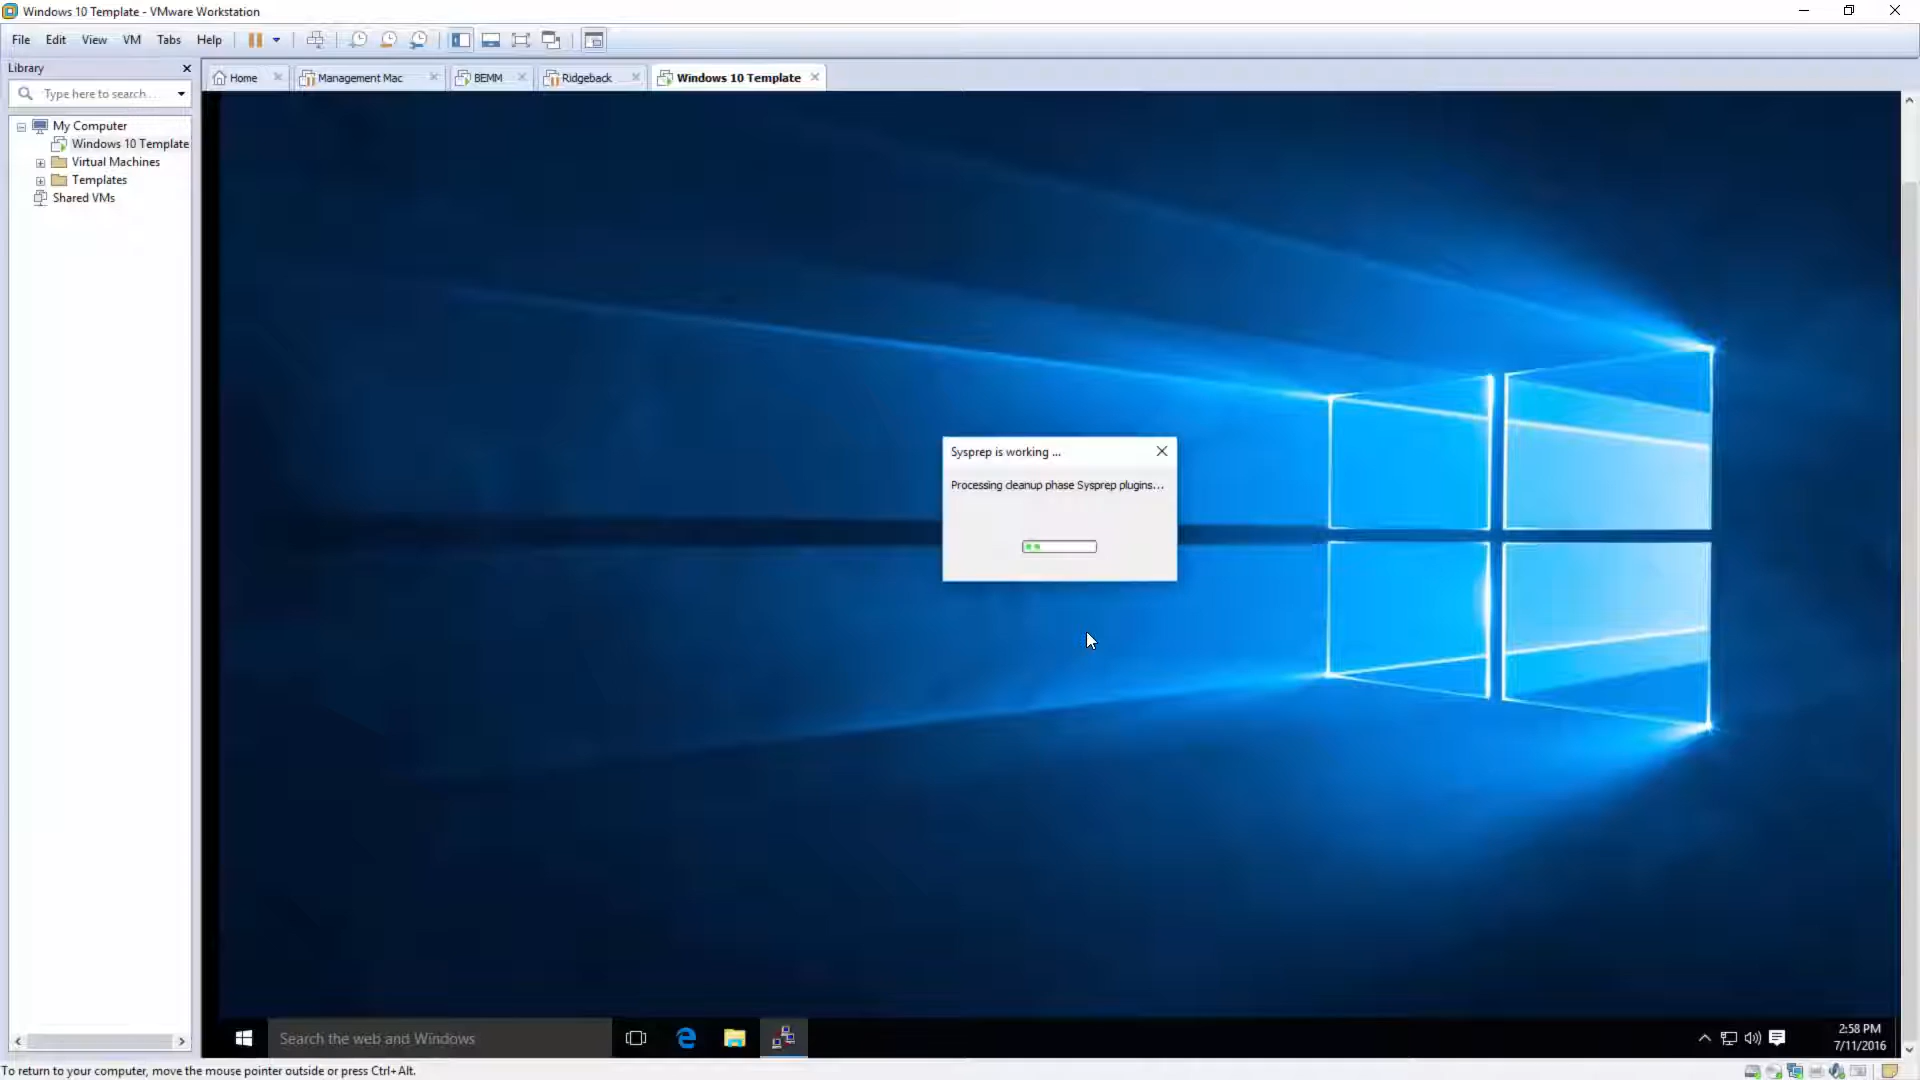 Windows 10 Template - VMware Workstation
File Edit View VM Tabs Help
Library
Type here to search...
Home
Management Mac
BEMM
Ridgeback
Windows 10 Template
My Computer
Windows 10 Template
Virtual Machines
Templates
Shared VMs
Sysprep is working ...
Processing cleanup phase Sysprep plugins...
Search the web and Windows
2:58 PM
7/11/2016
To return to your computer, move the mouse pointer outside or press Ctrl+Alt.